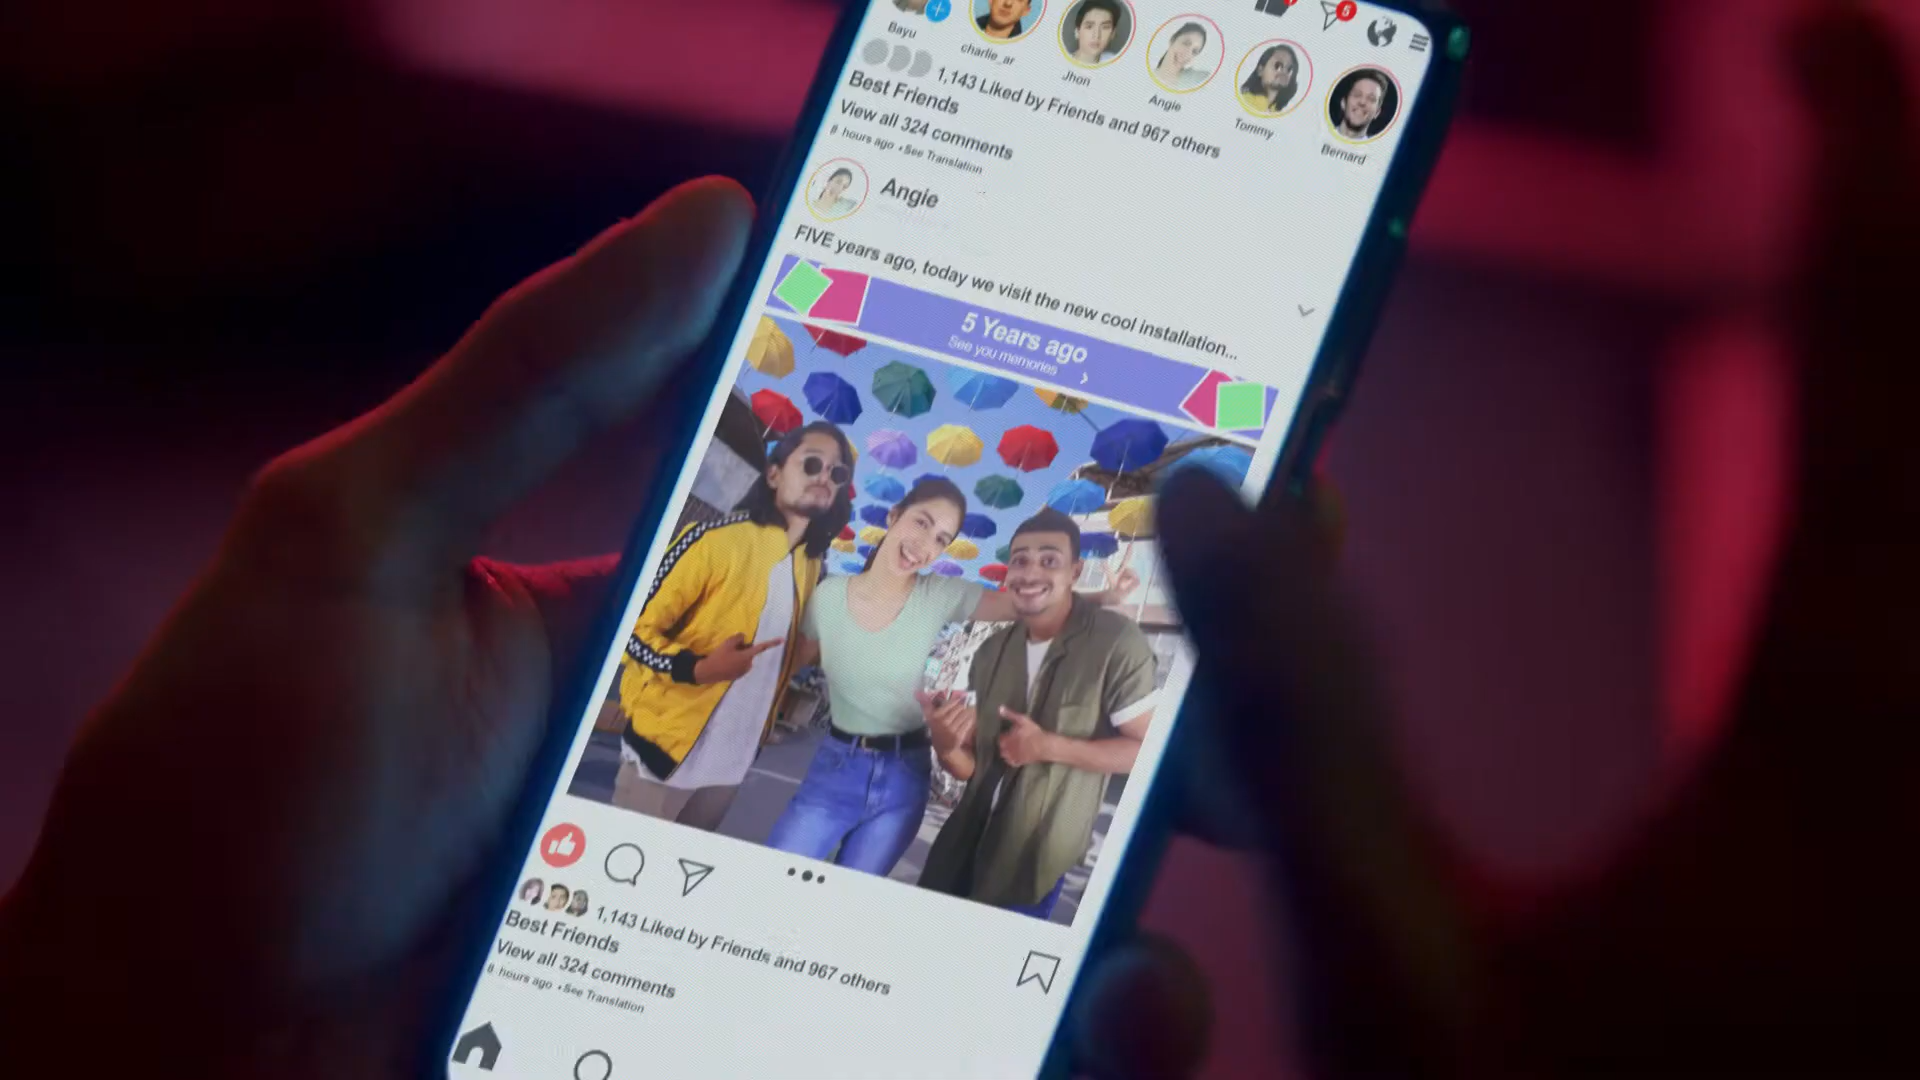 5
Bayu
charlie_ar
Jhon
Angie
Tommy
Bernard
1,143 Liked by Friends and 967 others
Best Friends
View all 324 comments
8 hours ago • See Translation
Angie
FIVE years ago, today we visit the new cool installation...
5 Years ago
See you memories
1,143 Liked by Friends and 967 others
Best Friends
View all 324 comments
8 hours ago • See Translation